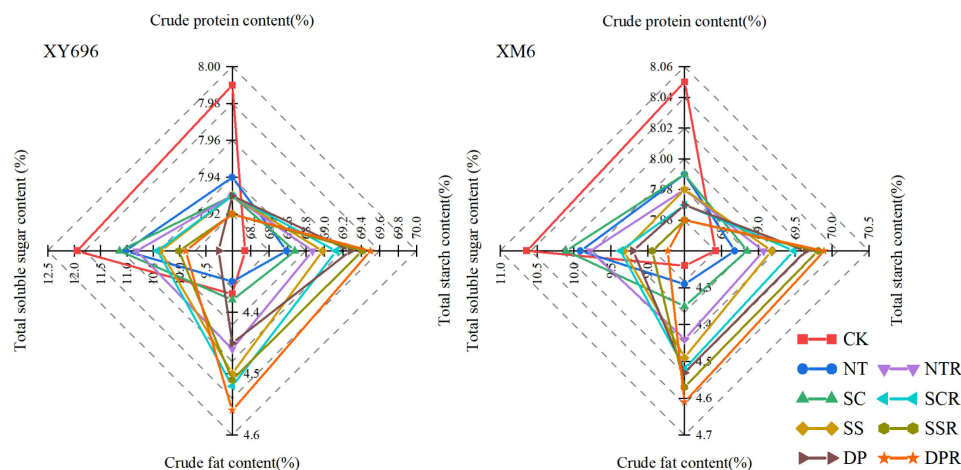 Crude protein content(%)
Crude protein content(%)
XY696
XM6
8.00
7.98
7.96
7.94
7.92
8.06
8.04
8.02
8.00
7.98
Total soluble sugar content (%)
12.5
12.0
11.5
11.0
69.0
69.2
69.4
69.6
69.8
70.0
Total starch content(%)
Total soluble sugar content (%)
11.0
10.5
10.0
69.0
69.5
70.0
70.5
Total starch content(%)
4.4
4.5
4.6
4.5
4.6
4.7
Crude fat content(%)
Crude fat content(%)
CK
NT
NTR
SC
SCR
SS
SSR
DP
DPR